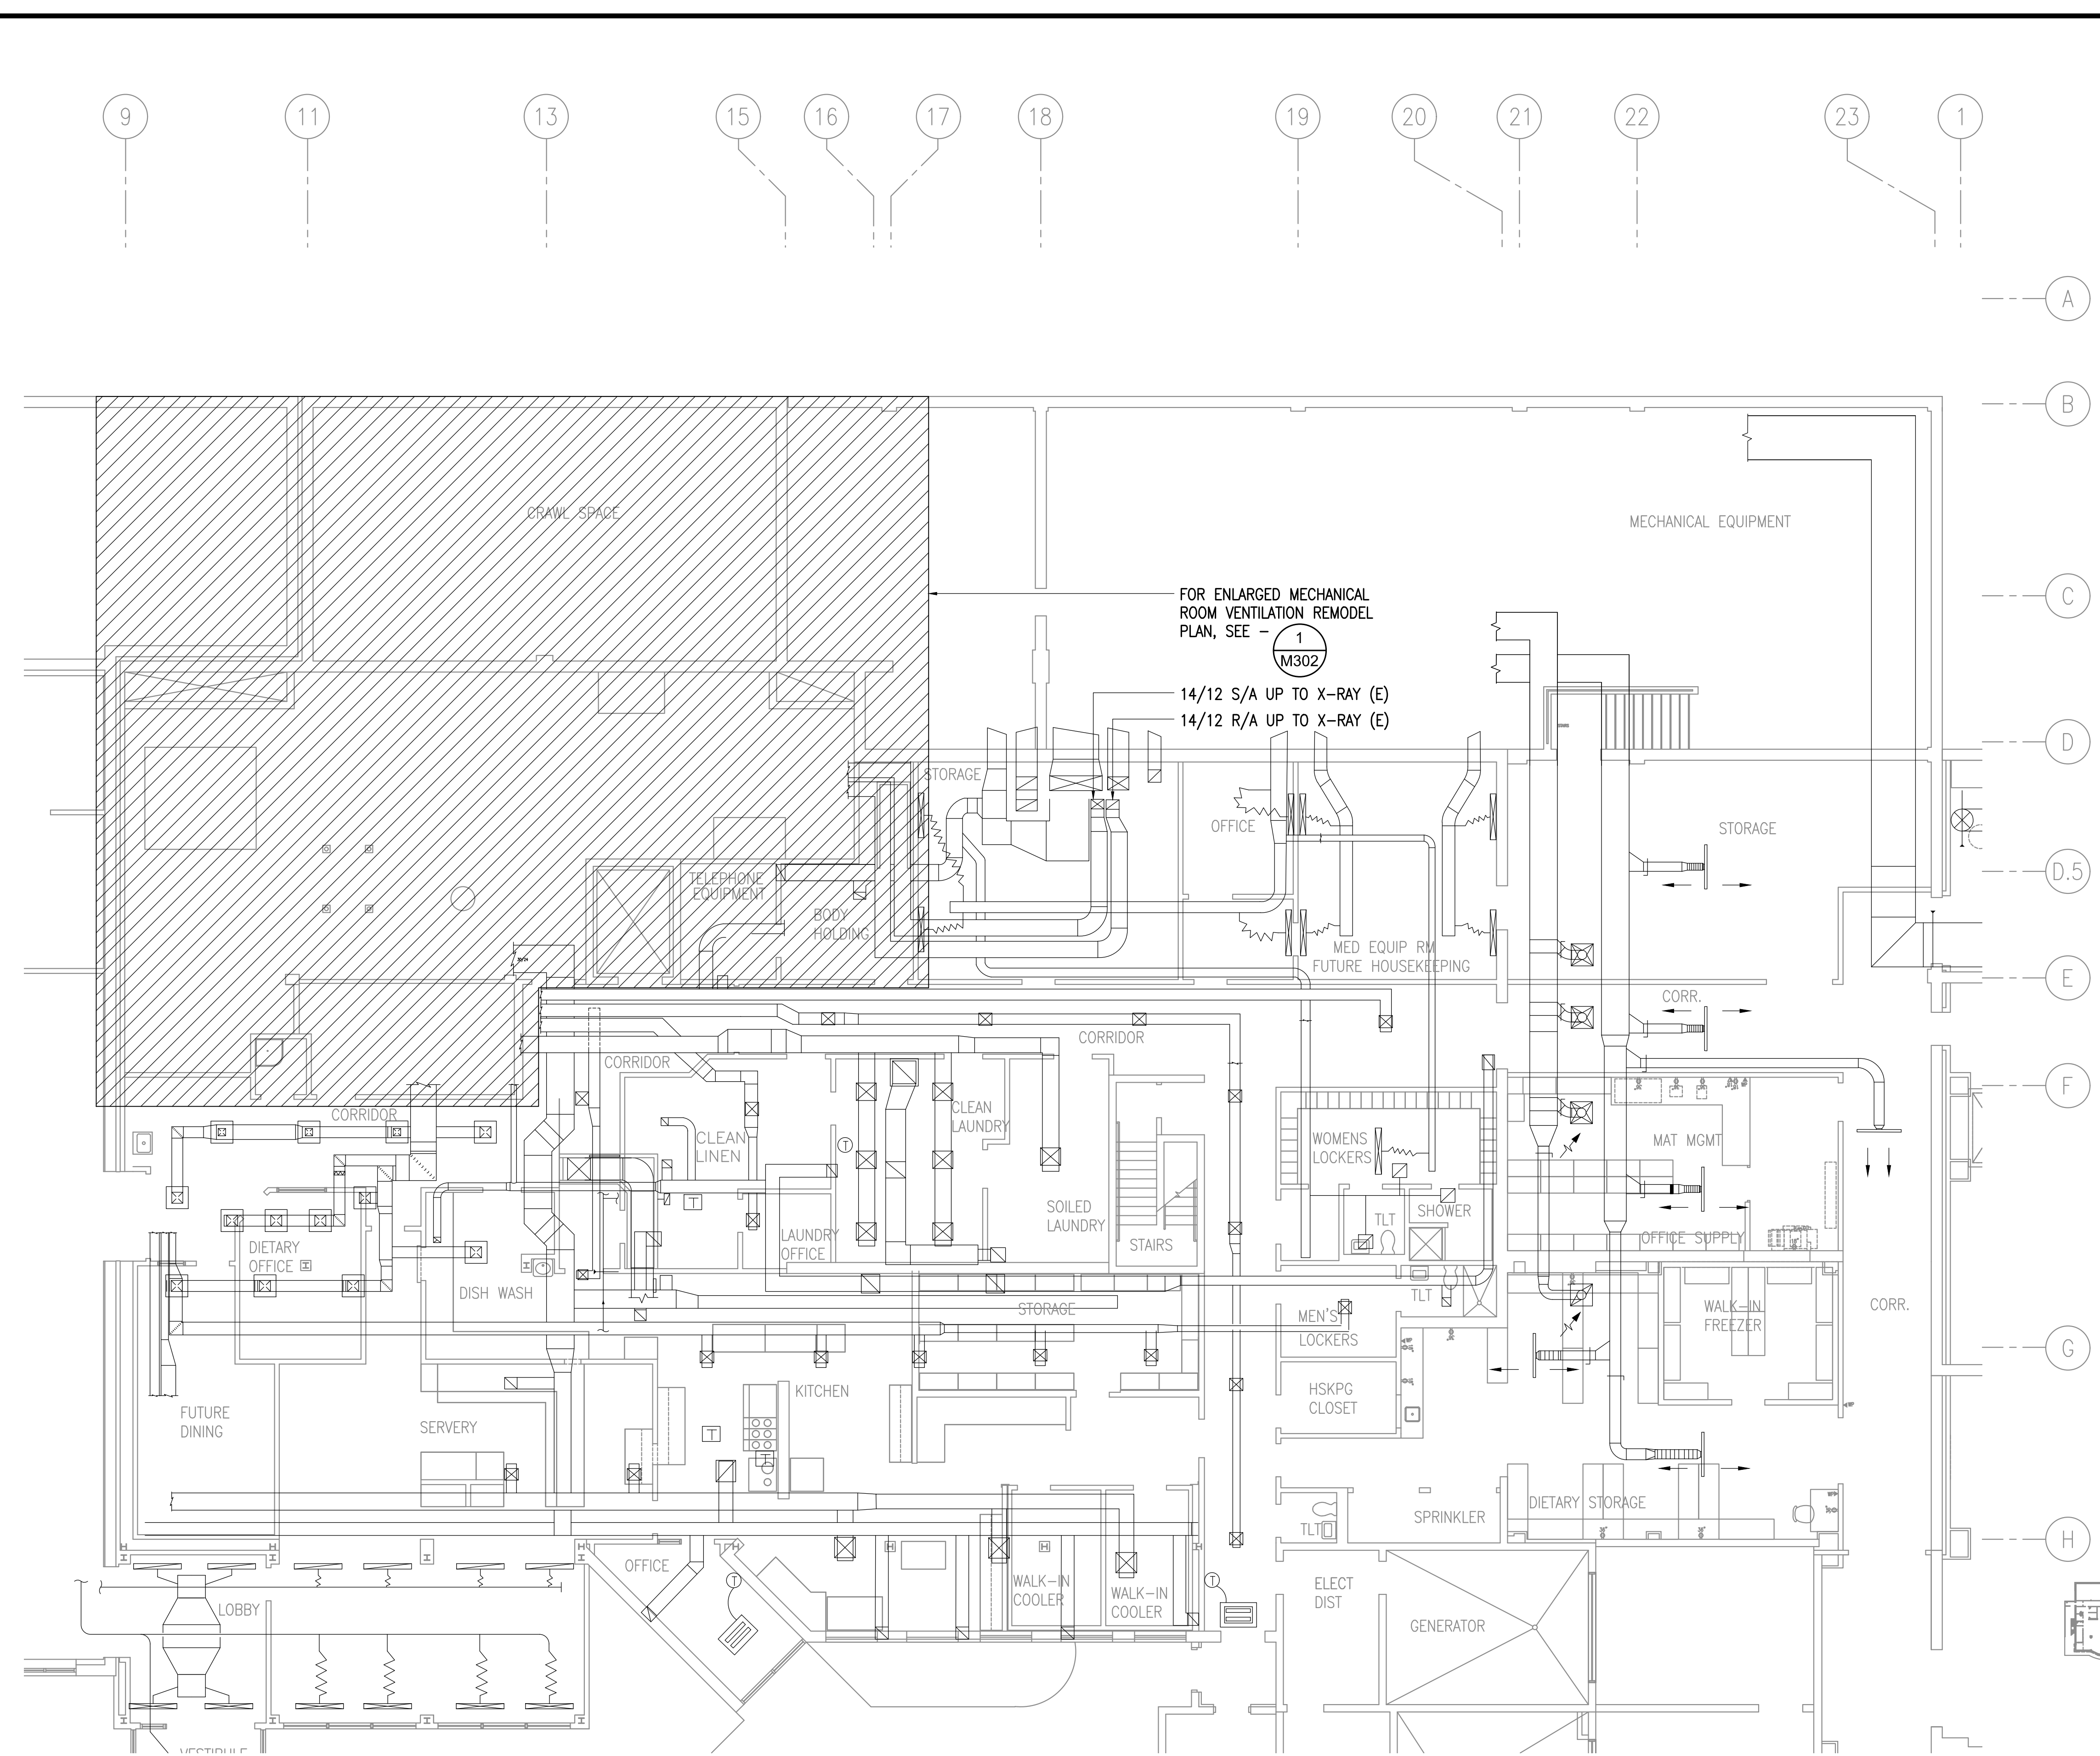 9
11
13
15
16
17
18
19
20
21
22
23
1
A
B
CRAWL SPACE
MECHANICAL EQUIPMENT
FOR ENLARGED MECHANICAL
ROOM VENTILATION REMODEL
PLAN, SEE –
1
M302
C
14/12 S/A UP TO X–RAY (E)
14/12 R/A UP TO X–RAY (E)
D
STORAGE
OFFICE
STORAGE
D.5
TELEPHONE
EQUIPMENT
BODY
HOLDING
MED EQUIP RM
FUTURE HOUSEKEEPING
E
CORR.
CORRIDOR
CORRIDOR
F
CORRIDOR
CLEAN
LAUNDRY
CLEAN
LINEN
T
WOMENS
LOCKERS
MAT MGMT
T
SOILED
LAUNDRY
STAIRS
SHOWER
TLT
LAUNDRY
OFFICE
OFFICE SUPPLY
DIETARY
OFFICE
DISH WASH
TLT
STORAGE
MEN'S
LOCKERS
WALK–IN
FREEZER
CORR.
G
KITCHEN
HSKPG
CLOSET
FUTURE
DINING
SERVERY
T
T
DIETARY STORAGE
SPRINKLER
TLT
36"
36"
H
OFFICE
T
WALK–IN
COOLER
WALK–IN
COOLER
T
ELECT
DIST
LOBBY
GENERATOR
VESTIBULE